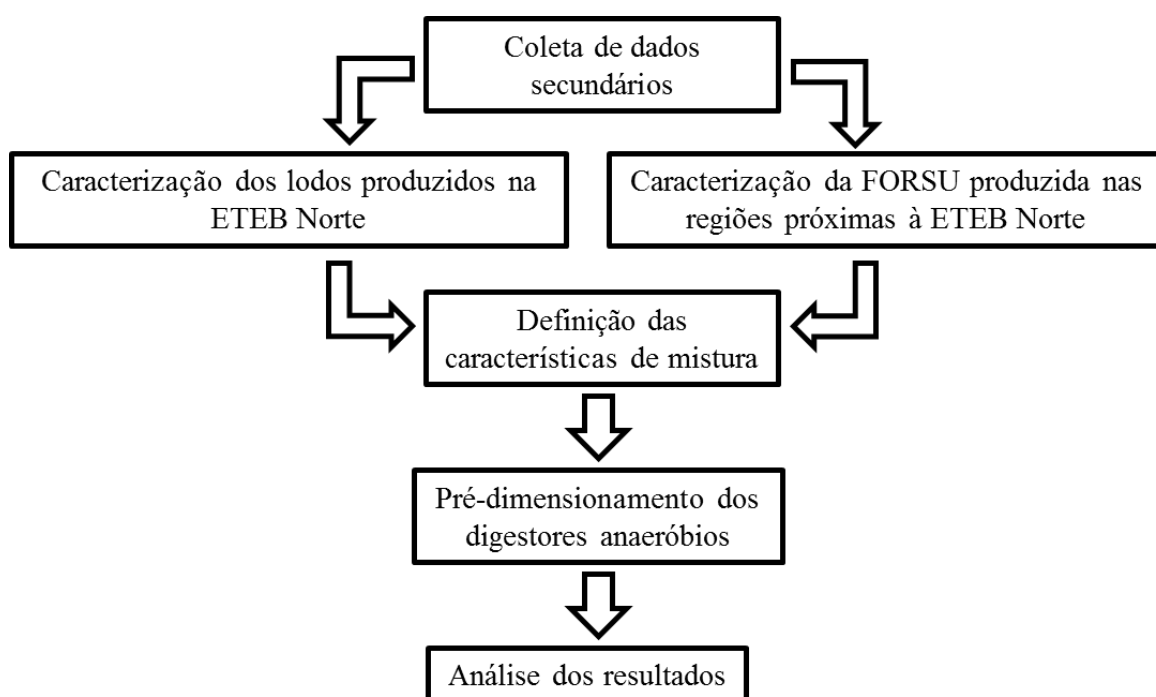 Coleta de dados
secundários
Caracterização dos lodos produzidos na
ETEB Norte
Caracterização da FORSU produzida nas
regiões próximas à ETEB Norte
Definição das
características de mistura
Pré-dimensionamento dos
digestores anaeróbios
Análise dos resultados